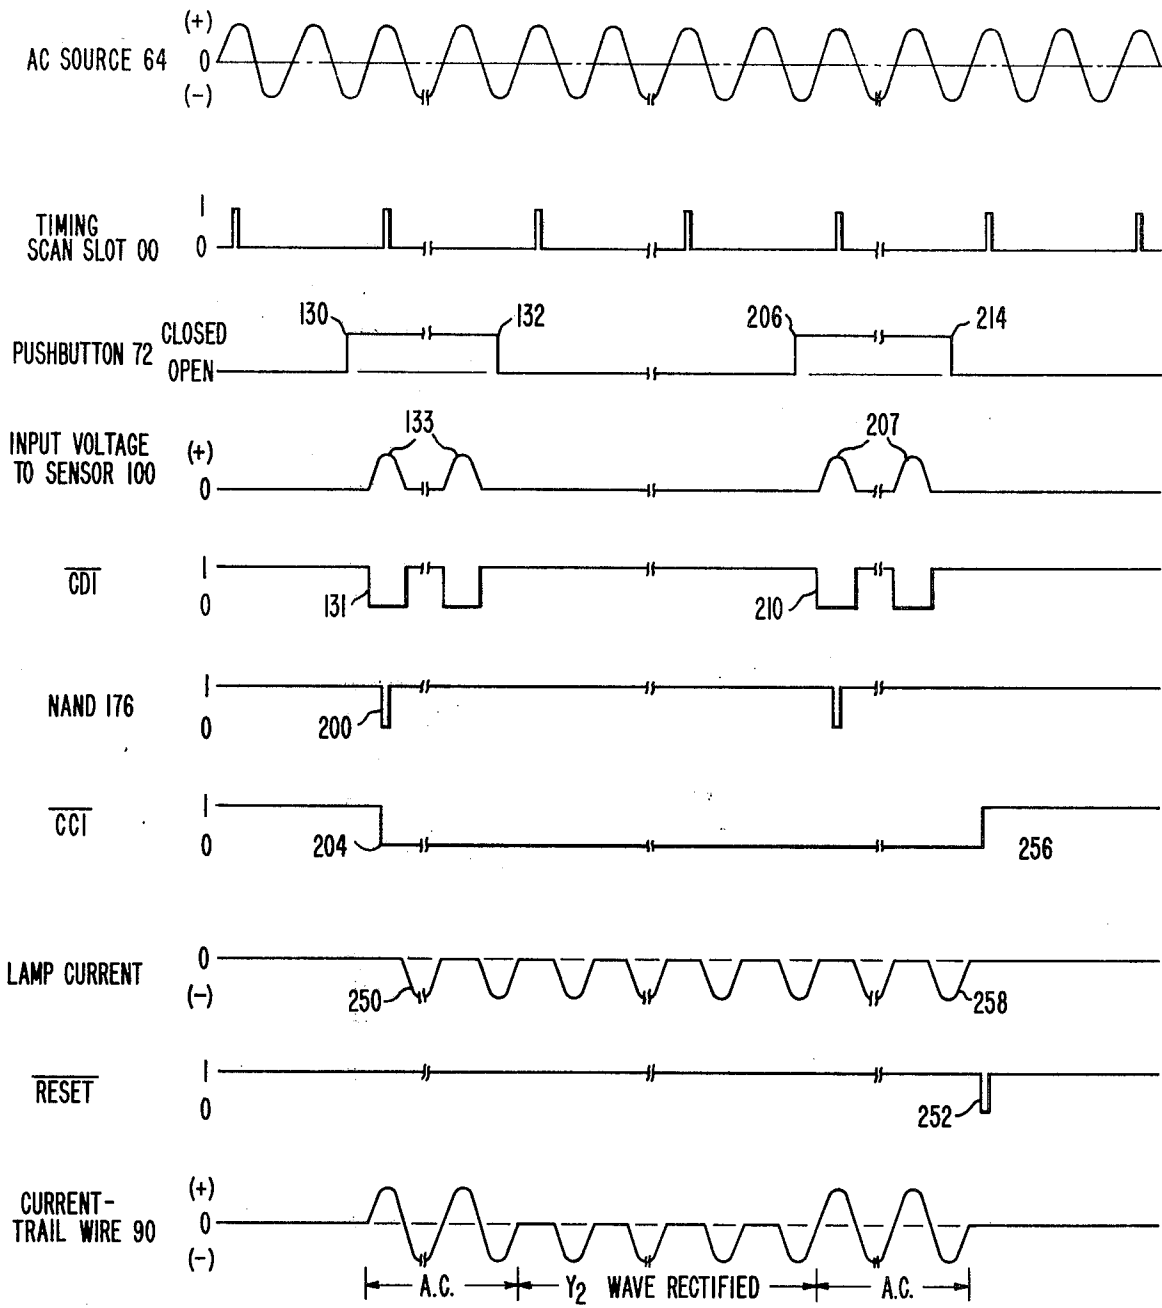 (+)
AC SOURCE 64 0
(-)
1
TIMING
SCAN SLOT 00 0
130 132 206 214
CLOSED
PUSHBUTTON 72
OPEN
133 207
INPUT VOLTAGE (+)
TO SENSOR 100 0
1
CDI
0 131 210
1
NAND 176
0 200
1
CCI
0 204 256
0
LAMP CURRENT
(-) 250 258
1
RESET
0 252
(+)
CURRENT-
TRAIL WIRE 90 0
(-)
A.C. Y2 WAVE RECTIFIED A.C.